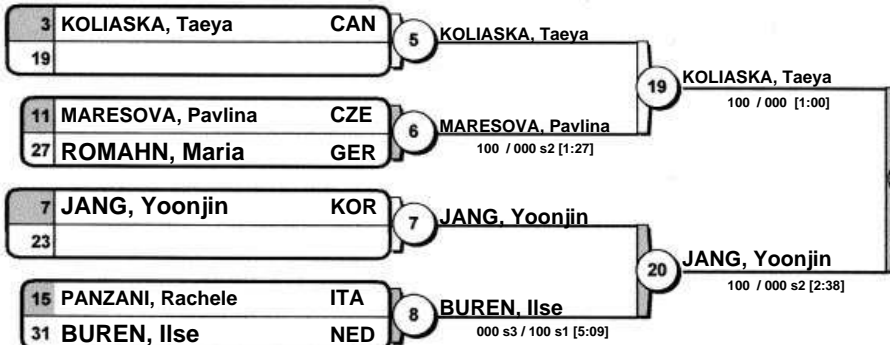 3 KOLIASKA, Taeya CAN
19
5 KOLIASKA, Taeya
11 MARESOVA, Pavlina CZE
27 ROMAHN, Maria GER
6 MARESOVA, Pavlina
100 / 000 s2 [1:27]
19 KOLIASKA, Taeya
100 / 000 [1:00]
7 JANG, Yoonjin KOR
23
7 JANG, Yoonjin
15 PANZANI, Rachele ITA
31 BUREN, Ilse NED
8 BUREN, Ilse
000 s3 / 100 s1 [5:09]
20 JANG, Yoonjin
100 / 000 s2 [2:38]